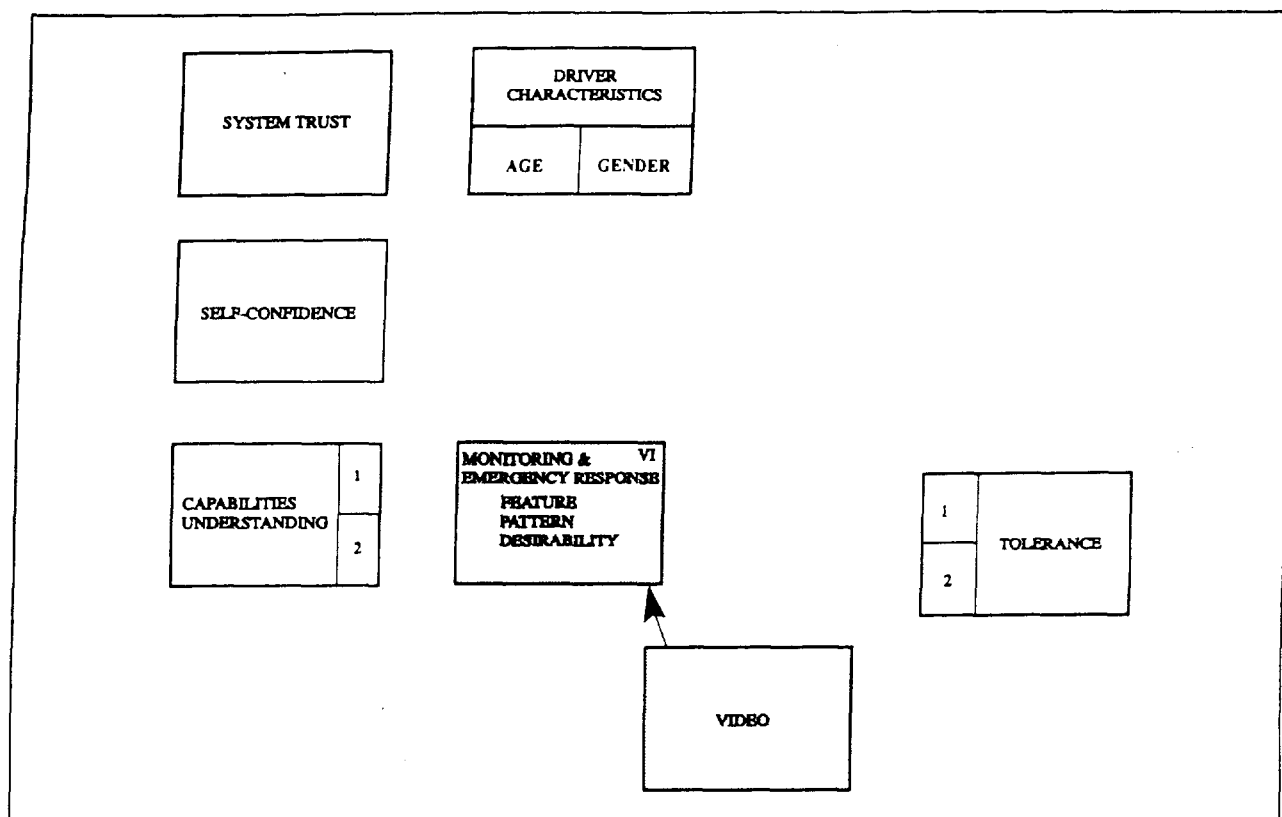 SYSTEM TRUST
DRIVER
CHARACTERISTICS
AGE
GENDER
SELF-CONFIDENCE
CAPABILITIES
UNDERSTANDING
1
2
MONITORING & VI
EMERGENCY RESPONSE
FEATURE
PATTERN
DESIRABILITY
1
2
TOLERANCE
VIDEO